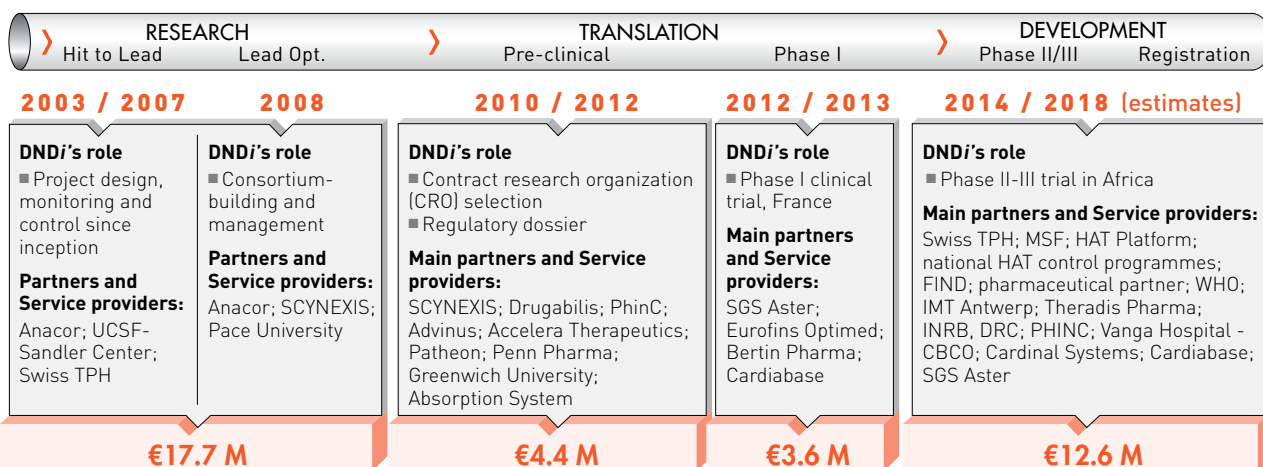 RESEARCH
Hit to Lead Lead Opt.
TRANSLATION
Pre-clinical Phase I
DEVELOPMENT
Phase II/III Registration
2003 / 2007
2008
2010 / 2012
2012 / 2013
2014 / 2018 (estimates)
DNDi's role
■ Project design,
monitoring and
control since
inception
Partners and
Service providers:
Anacor; UCSF-
Sandler Center;
Swiss TPH
DNDi's role
■ Consortium-
building and
management
Partners and
Service providers:
Anacor; SCYNEXIS;
Pace University
€17.7 M
DNDi's role
■ Contract research organization
(CRO) selection
■ Regulatory dossier
Main partners and Service
providers:
SCYNEXIS; Drugabilis; PhinC;
Advinus; Accelera Therapeutics;
Patheon; Penn Pharma;
Greenwich University;
Absorption System
€4.4 M
DNDi's role
■ Phase I clinical
trial, France
Main partners
and Service
providers:
SGS Aster;
Eurofins Optimed;
Bertin Pharma;
Cardiabase
€3.6 M
DNDi's role
■ Phase II-III trial in Africa
Main partners and Service providers:
Swiss TPH; MSF; HAT Platform;
national HAT control programmes;
FIND; pharmaceutical partner; WHO;
IMT Antwerp; Theradis Pharma;
INRB, DRC; PHINC; Vanga Hospital -
CBCO; Cardinal Systems; Cardiabase;
SGS Aster
€12.6 M